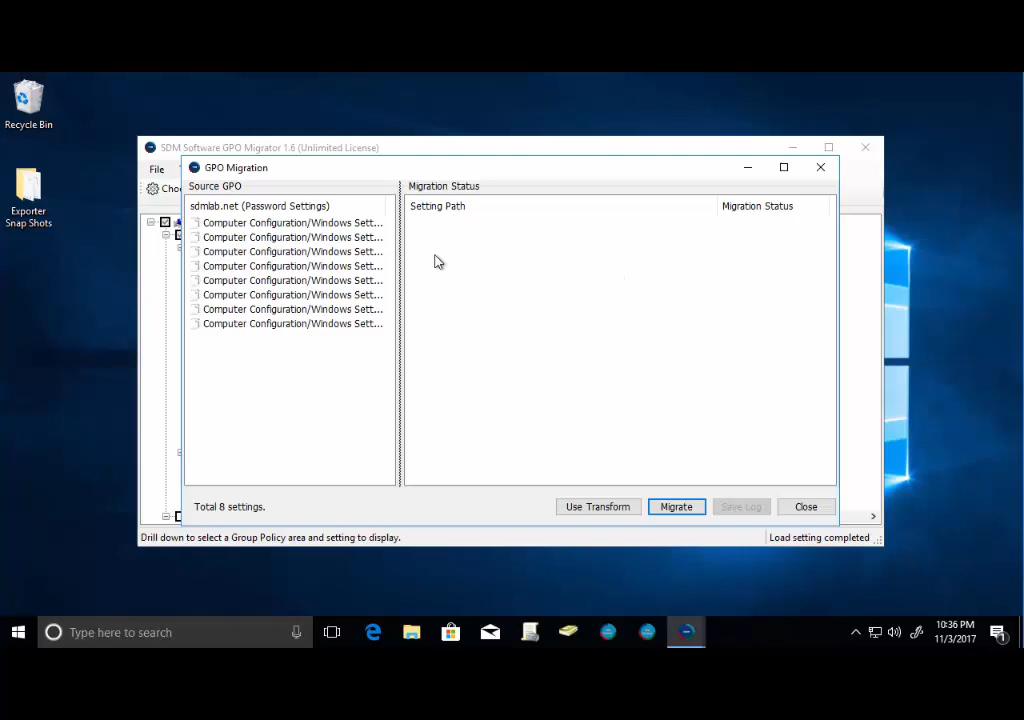 Recycle Bin
Exporter
Snap Shots
SDM Software GPO Migrator 1.6 (Unlimited License)
File
GPO Migration
Source GPO
Migration Status
sdmlab.net (Password Settings)
Setting Path
Migration Status
Computer Configuration/Windows Sett...
Computer Configuration/Windows Sett...
Computer Configuration/Windows Sett...
Computer Configuration/Windows Sett...
Computer Configuration/Windows Sett...
Computer Configuration/Windows Sett...
Computer Configuration/Windows Sett...
Computer Configuration/Windows Sett...
Total 8 settings.
Use Transform
Migrate
Save Log
Close
Drill down to select a Group Policy area and setting to display.
Load setting completed
Type here to search
10:36 PM
11/3/2017
1